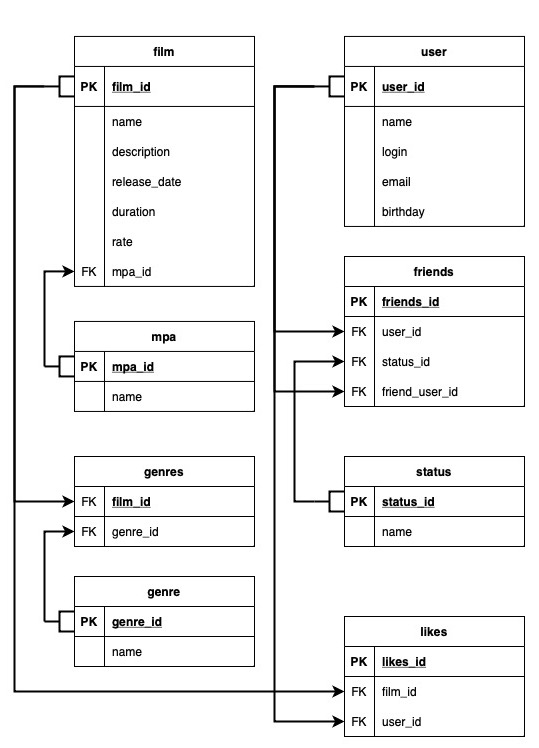 film
PK film_id
name
description
release_date
duration
rate
FK mpa_id
mpa
PK mpa_id
name
genres
FK film_id
FK genre_id
genre
PK genre_id
name
user
PK user_id
name
login
email
birthday
friends
PK friends_id
FK user_id
FK status_id
FK friend_user_id
status
PK status_id
name
likes
PK likes_id
FK film_id
FK user_id